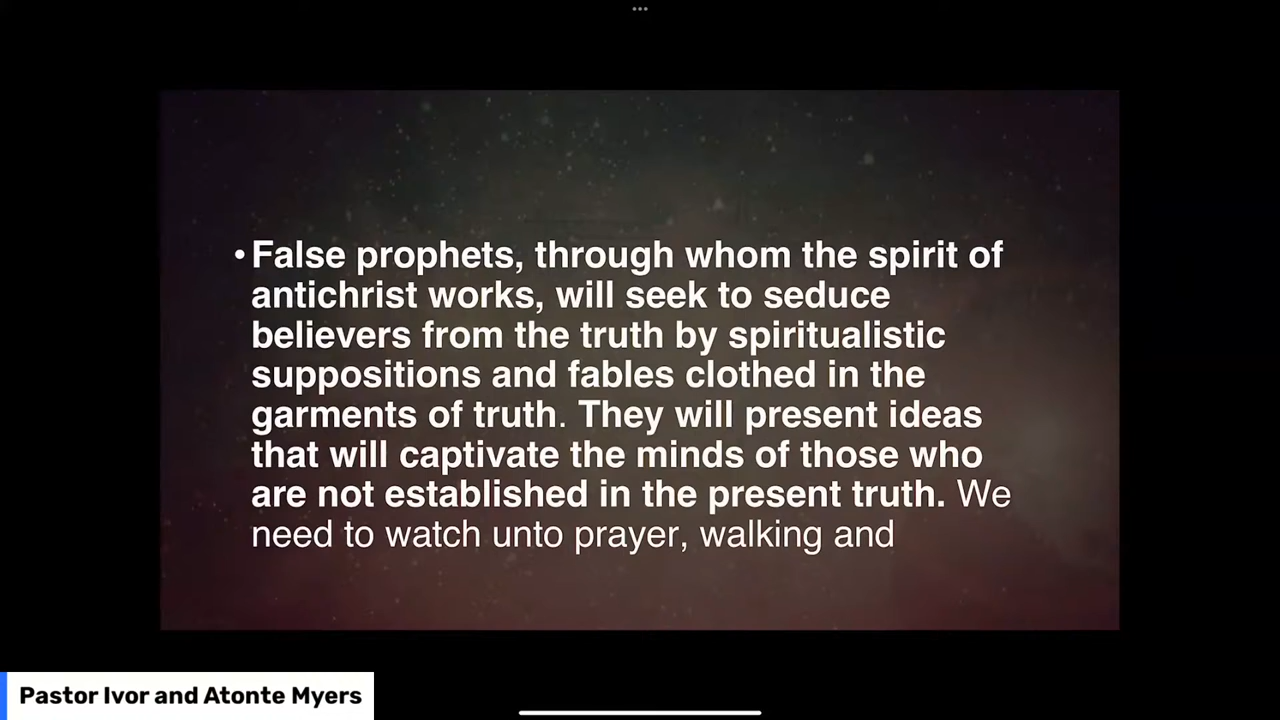 • False prophets, through whom the spirit of
antichrist works, will seek to seduce
believers from the truth by spiritualistic
suppositions and fables clothed in the
garments of truth. They will present ideas
that will captivate the minds of those who
are not established in the present truth. We
need to watch unto prayer, walking and
Pastor Ivor and Atonte Myers